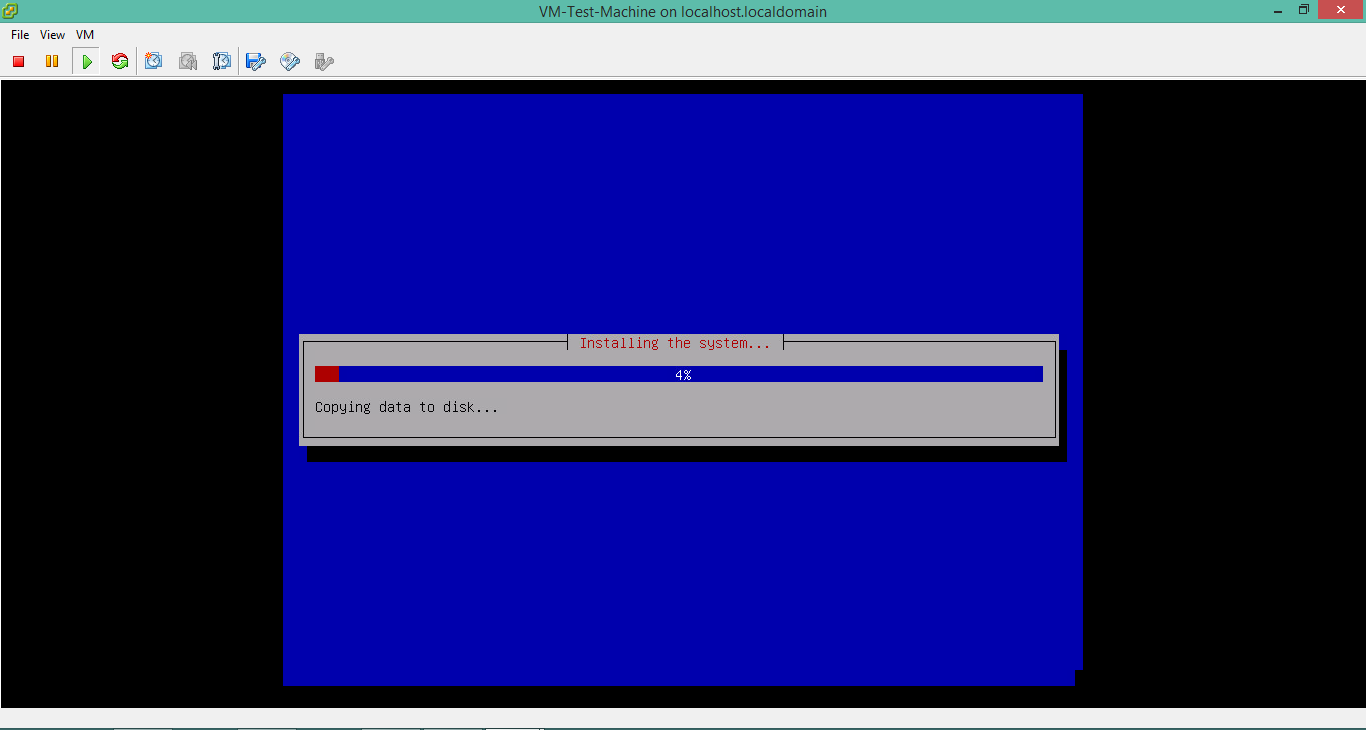 VM-Test-Machine on localhost.localdomain
File View VM
Installing the system...
4%
Copying data to disk...